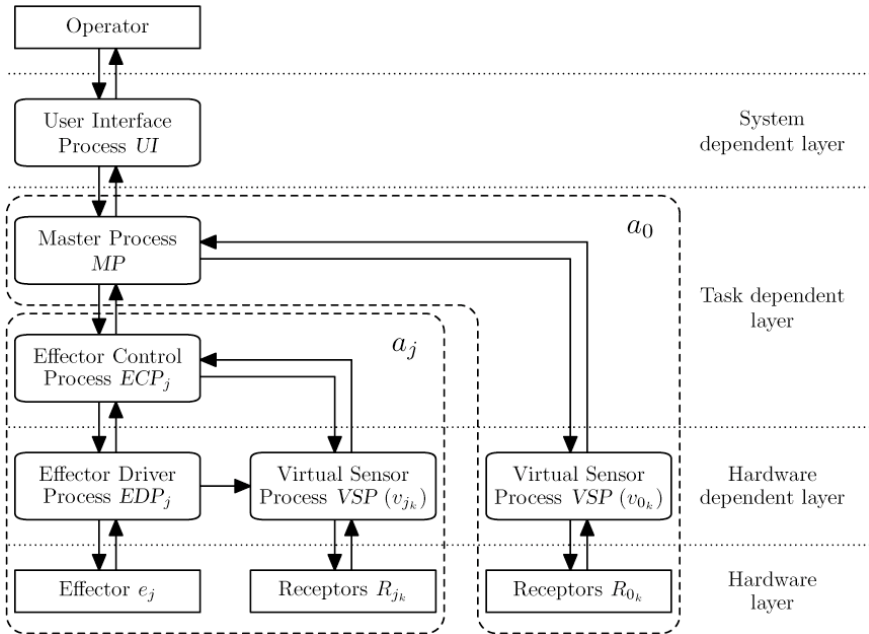 Operator
User Interface
Process UI
System
dependent layer
Master Process
MP
a₀
Task dependent
layer
Effector Control
Process ECPⱼ
aⱼ
Effector Driver
Process EDPⱼ
Virtual Sensor
Process VSP (vⱼₖ)
Virtual Sensor
Process VSP (v₀ₖ)
Hardware
dependent layer
Effector eⱼ
Receptors Rⱼₖ
Receptors R₀ₖ
Hardware
layer